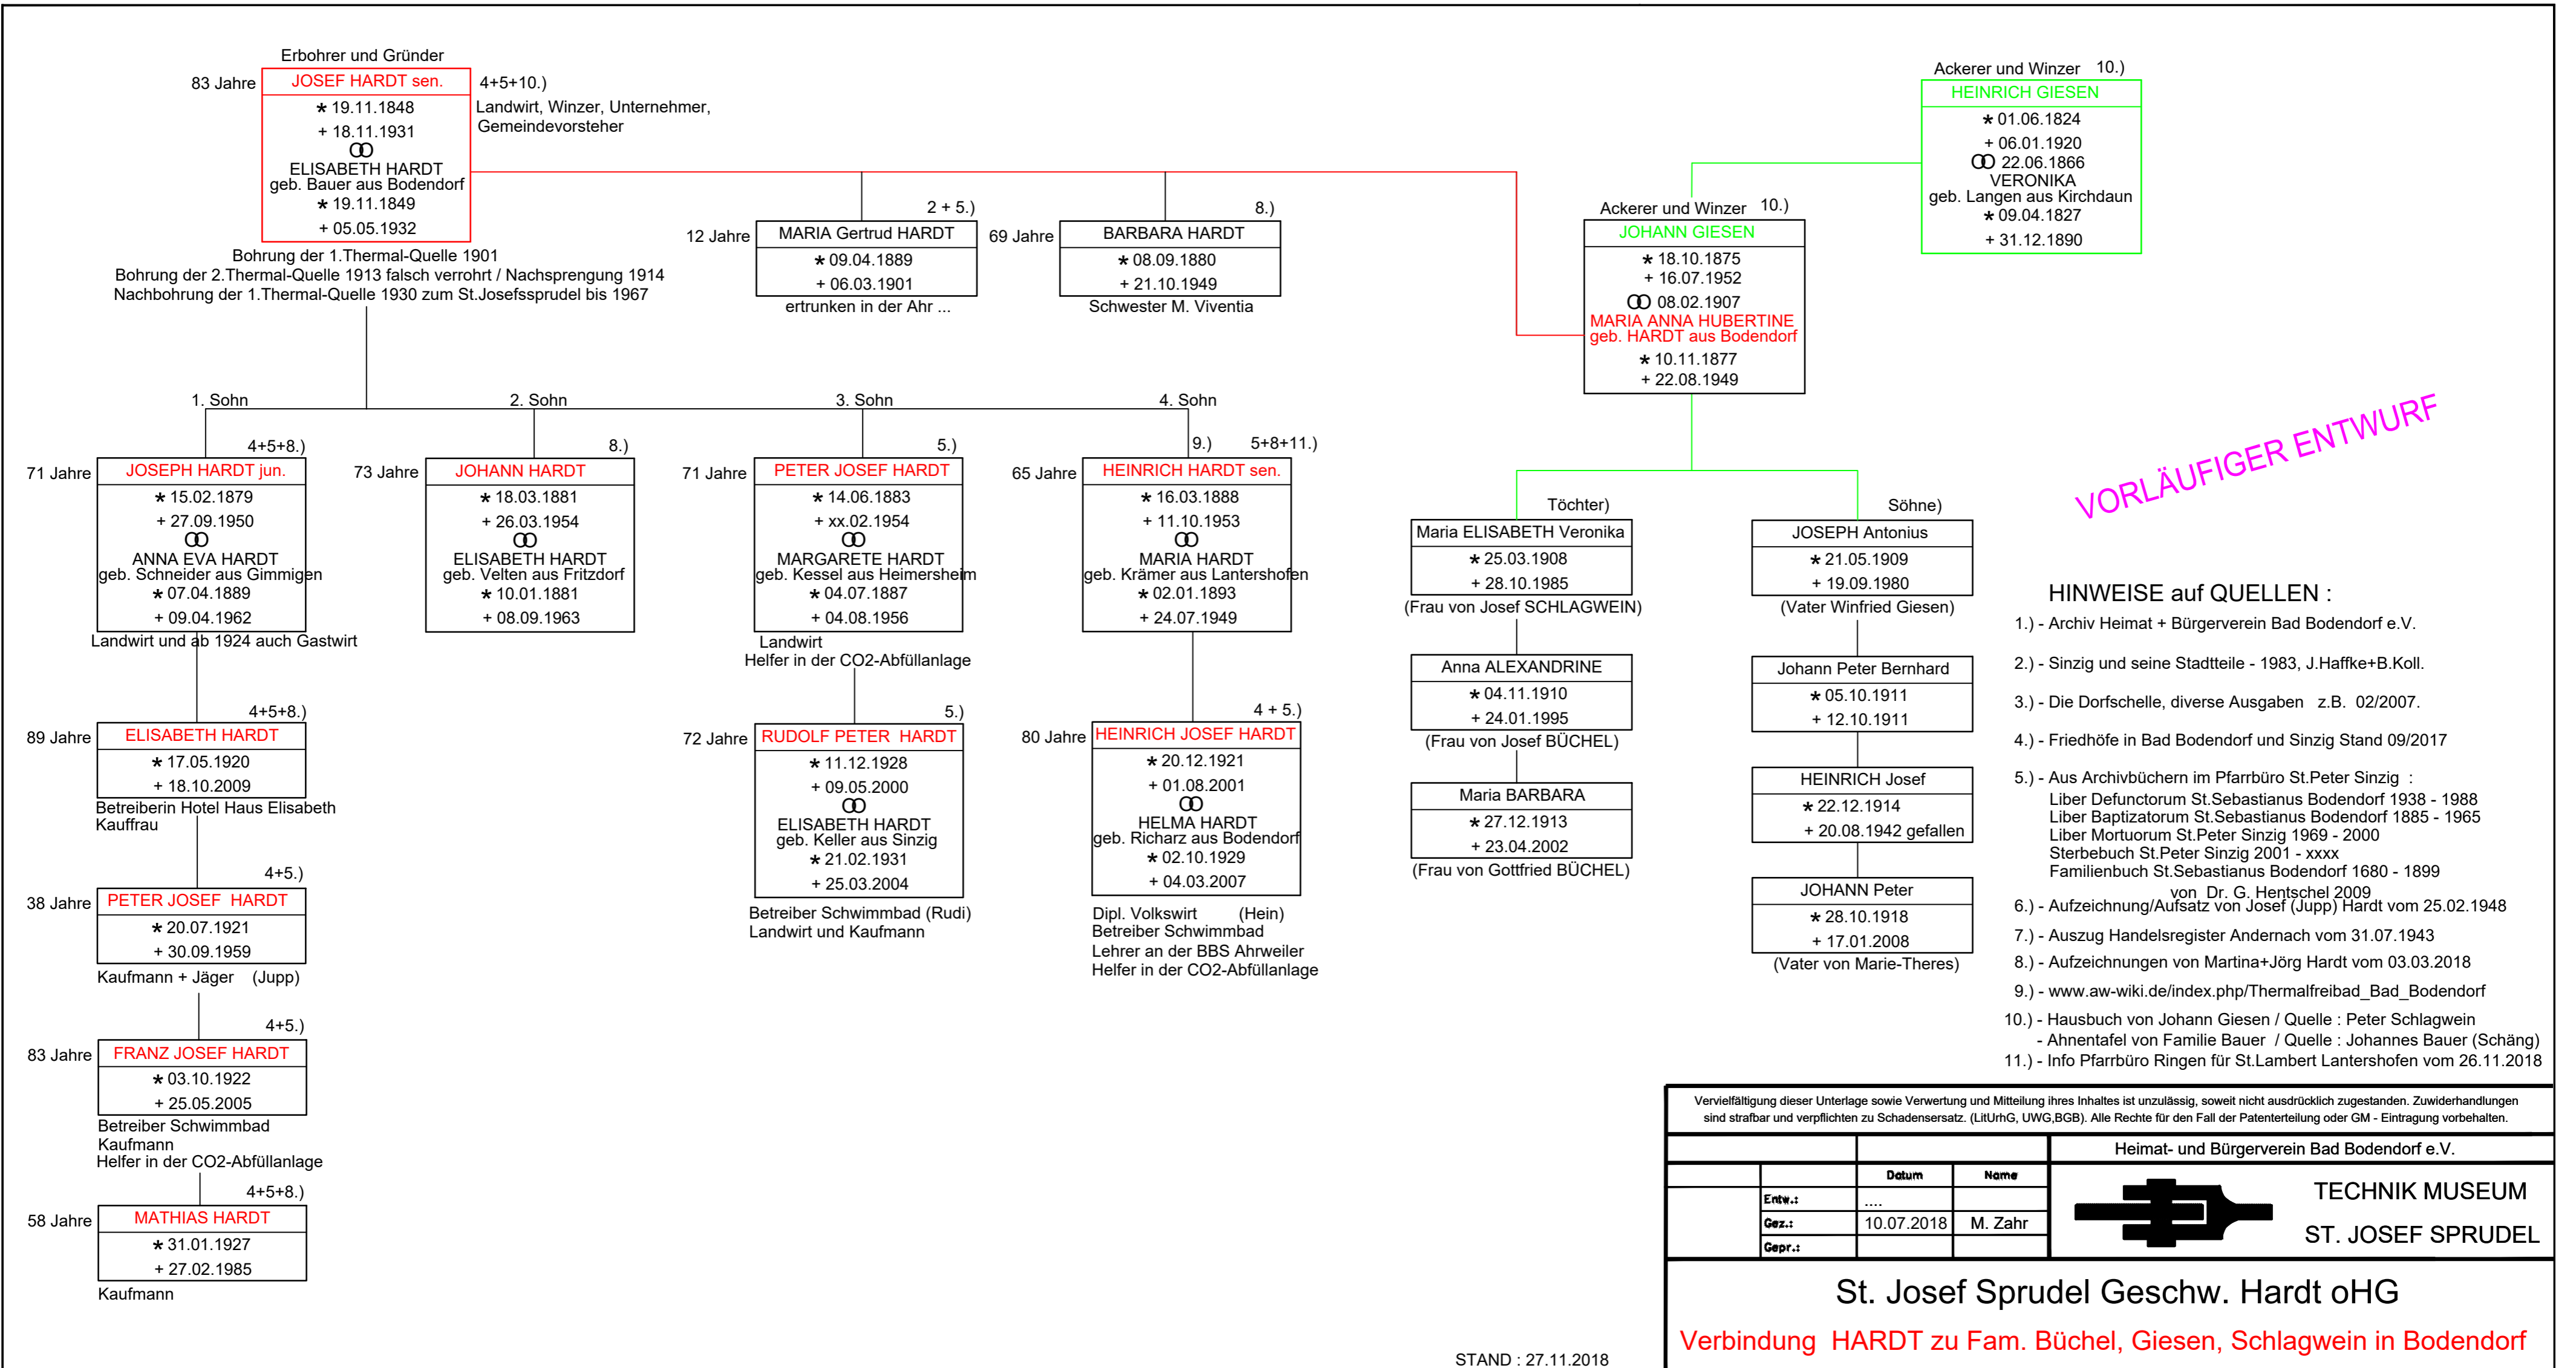 Erbohrer und Gründer
83 Jahre
JOSEF HARDT sen.
4+5+10.)
* 19.11.1848
+ 18.11.1931
ꝏ
ELISABETH HARDT
geb. Bauer aus Bodendorf
* 19.11.1849
+ 05.05.1932
Landwirt, Winzer, Unternehmer,
Gemeindevorsteher
Bohrung der 1.Thermal-Quelle 1901
Bohrung der 2.Thermal-Quelle 1913 falsch verrohrt / Nachsprengung 1914
Nachbohrung der 1.Thermal-Quelle 1930 zum St.Josefssprudel bis 1967
2 + 5.)
12 Jahre
MARIA Gertrud HARDT
* 09.04.1889
+ 06.03.1901
ertrunken in der Ahr ...
8.)
69 Jahre
BARBARA HARDT
* 08.09.1880
+ 21.10.1949
Schwester M. Viventia
Ackerer und Winzer 10.)
HEINRICH GIESEN
* 01.06.1824
+ 06.01.1920
ꝏ 22.06.1866
VERONIKA
geb. Langen aus Kirchdaun
* 09.04.1827
+ 31.12.1890
Ackerer und Winzer 10.)
JOHANN GIESEN
* 18.10.1875
+ 16.07.1952
ꝏ 08.02.1907
MARIA ANNA HUBERTINE
geb. HARDT aus Bodendorf
* 10.11.1877
+ 22.08.1949
1. Sohn
4+5+8.)
71 Jahre
JOSEPH HARDT jun.
* 15.02.1879
+ 27.09.1950
ꝏ
ANNA EVA HARDT
geb. Schneider aus Gimmigen
* 07.04.1889
+ 09.04.1962
Landwirt und ab 1924 auch Gastwirt
4+5+8.)
89 Jahre
ELISABETH HARDT
* 17.05.1920
+ 18.10.2009
Betreiberin Hotel Haus Elisabeth
Kauffrau
4+5.)
38 Jahre
PETER JOSEF HARDT
* 20.07.1921
+ 30.09.1959
Kaufmann + Jäger (Jupp)
4+5.)
83 Jahre
FRANZ JOSEF HARDT
* 03.10.1922
+ 25.05.2005
Betreiber Schwimmbad
Kaufmann
Helfer in der CO2-Abfüllanlage
4+5+8.)
58 Jahre
MATHIAS HARDT
* 31.01.1927
+ 27.02.1985
Kaufmann
2. Sohn
8.)
73 Jahre
JOHANN HARDT
* 18.03.1881
+ 26.03.1954
ꝏ
ELISABETH HARDT
geb. Velten aus Fritzdorf
* 10.01.1881
+ 08.09.1963
3. Sohn
5.)
71 Jahre
PETER JOSEF HARDT
* 14.06.1883
+ xx.02.1954
ꝏ
MARGARETE HARDT
geb. Kessel aus Heimersheim
* 04.07.1887
+ 04.08.1956
Landwirt
Helfer in der CO2-Abfüllanlage
5.)
72 Jahre
RUDOLF PETER HARDT
* 11.12.1928
+ 09.05.2000
ꝏ
ELISABETH HARDT
geb. Keller aus Sinzig
* 21.02.1931
+ 25.03.2004
Betreiber Schwimmbad (Rudi)
Landwirt und Kaufmann
4. Sohn
9.) 5+8+11.)
65 Jahre
HEINRICH HARDT sen.
* 16.03.1888
+ 11.10.1953
ꝏ
MARIA HARDT
geb. Krämer aus Lantershofen
* 02.01.1893
+ 24.07.1949
4 + 5.)
80 Jahre
HEINRICH JOSEF HARDT
* 20.12.1921
+ 01.08.2001
ꝏ
HELMA HARDT
geb. Richarz aus Bodendorf
* 02.10.1929
+ 04.03.2007
Dipl. Volkswirt (Hein)
Betreiber Schwimmbad
Lehrer an der BBS Ahrweiler
Helfer in der CO2-Abfüllanlage
Töchter)
Maria ELISABETH Veronika
* 25.03.1908
+ 28.10.1985
(Frau von Josef SCHLAGWEIN)
Anna ALEXANDRINE
* 04.11.1910
+ 24.01.1995
(Frau von Josef BÜCHEL)
Maria BARBARA
* 27.12.1913
+ 23.04.2002
(Frau von Gottfried BÜCHEL)
Söhne)
JOSEPH Antonius
* 21.05.1909
+ 19.09.1980
(Vater Winfried Giesen)
Johann Peter Bernhard
* 05.10.1911
+ 12.10.1911
HEINRICH Josef
* 22.12.1914
+ 20.08.1942 gefallen
JOHANN Peter
* 28.10.1918
+ 17.01.2008
(Vater von Marie-Theres)
VORLÄUFIGER ENTWURF
HINWEISE auf QUELLEN :
1.) - Archiv Heimat + Bürgerverein Bad Bodendorf e.V.
2.) - Sinzig und seine Stadtteile - 1983, J.Haffke+B.Koll.
3.) - Die Dorfschelle, diverse Ausgaben z.B. 02/2007.
4.) - Friedhöfe in Bad Bodendorf und Sinzig Stand 09/2017
5.) - Aus Archivbüchern im Pfarrbüro St.Peter Sinzig :
Liber Defunctorum St.Sebastianus Bodendorf 1938 - 1988
Liber Baptizatorum St.Sebastianus Bodendorf 1885 - 1965
Liber Mortuorum St.Peter Sinzig 1969 - 2000
Sterbebuch St.Peter Sinzig 2001 - xxxx
Familienbuch St.Sebastianus Bodendorf 1680 - 1899
von Dr. G. Hentschel 2009
6.) - Aufzeichnung/Aufsatz von Josef (Jupp) Hardt vom 25.02.1948
7.) - Auszug Handelsregister Andernach vom 31.07.1943
8.) - Aufzeichnungen von Martina+Jörg Hardt vom 03.03.2018
9.) - www.aw-wiki.de/index.php/Thermalfreibad_Bad_Bodendorf
10.) - Hausbuch von Johann Giesen / Quelle : Peter Schlagwein
- Ahnentafel von Familie Bauer / Quelle : Johannes Bauer (Schäng)
11.) - Info Pfarrbüro Ringen für St.Lambert Lantershofen vom 26.11.2018
Vervielfältigung dieser Unterlage sowie Verwertung und Mitteilung ihres Inhaltes ist unzulässig, soweit nicht ausdrücklich zugestanden. Zuwiderhandlungen
sind strafbar und verpflichten zu Schadensersatz. (LitUrhG, UWG,BGB). Alle Rechte für den Fall der Patenterteilung oder GM - Eintragung vorbehalten.
Heimat- und Bürgerverein Bad Bodendorf e.V.
Datum Name
Entw.: ....
Gez.: 10.07.2018 M. Zahr
Gepr.:
TECHNIK MUSEUM
ST. JOSEF SPRUDEL
St. Josef Sprudel Geschw. Hardt oHG
Verbindung HARDT zu Fam. Büchel, Giesen, Schlagwein in Bodendorf
STAND : 27.11.2018